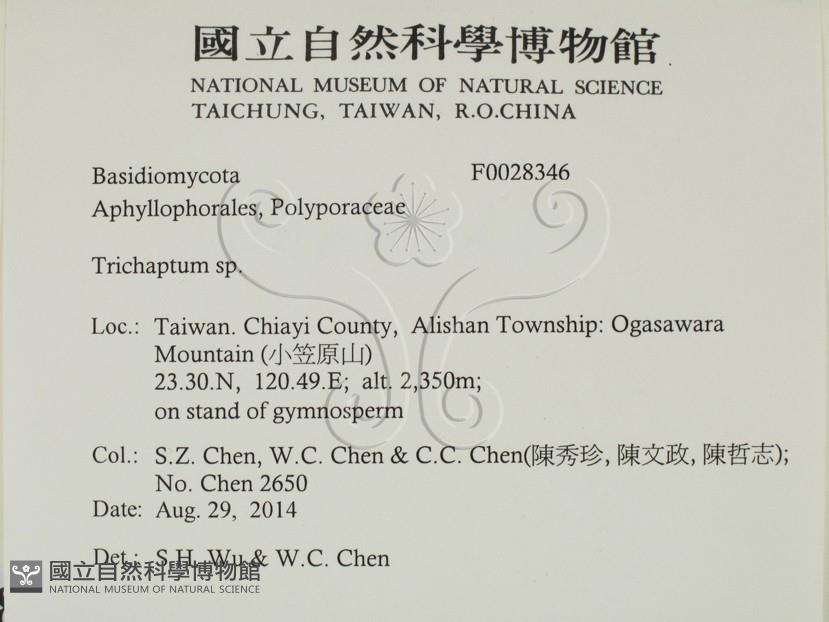 國立自然科學博物館
NATIONAL MUSEUM OF NATURAL SCIENCE
TAICHUNG, TAIWAN, R.O.CHINA
Basidiomycota F0028346
Aphyllophorales, Polyporaceae
Trichaptum sp.
Loc.: Taiwan. Chiayi County, Alishan Township: Ogasawara
Mountain (小笠原山)
23.30.N, 120.49.E; alt. 2,350m;
on stand of gymnosperm
Col.: S.Z. Chen, W.C. Chen & C.C. Chen(陳秀珍, 陳文政, 陳哲志);
No. Chen 2650
Date: Aug. 29, 2014
Det.: S.H. Wu & W.C. Chen
國立自然科學博物館
NATIONAL MUSEUM OF NATURAL SCIENCE